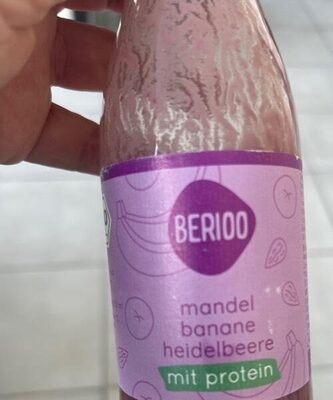 BERIOO
mandel
banane
heidelbeere
mit protein